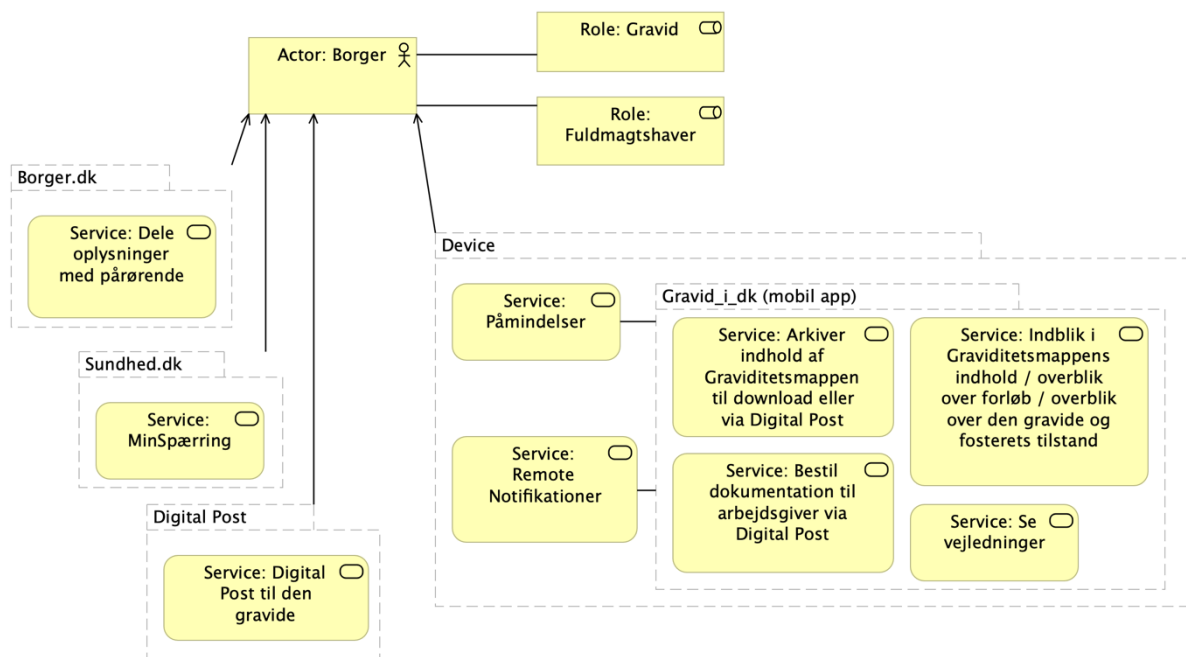 Actor: Borger
Role: Gravid
Role:
Fuldmagtshaver
Borger.dk
Service: Dele
oplysninger
med pårørende
Sundhed.dk
Service:
MinSpærring
Digital Post
Service: Digital
Post til den
gravide
Device
Service:
Påmindelser
Service:
Remote
Notifikationer
Gravid_i_dk (mobil app)
Service: Arkiver
indhold af
Graviditetsmappen
til download eller
via Digital Post
Service: Indblik i
Graviditetsmappens
indhold / overblik
over forløb / overblik
over den gravide og
fosterets tilstand
Service: Bestil
dokumentation til
arbejdsgiver via
Digital Post
Service: Se
vejledninger